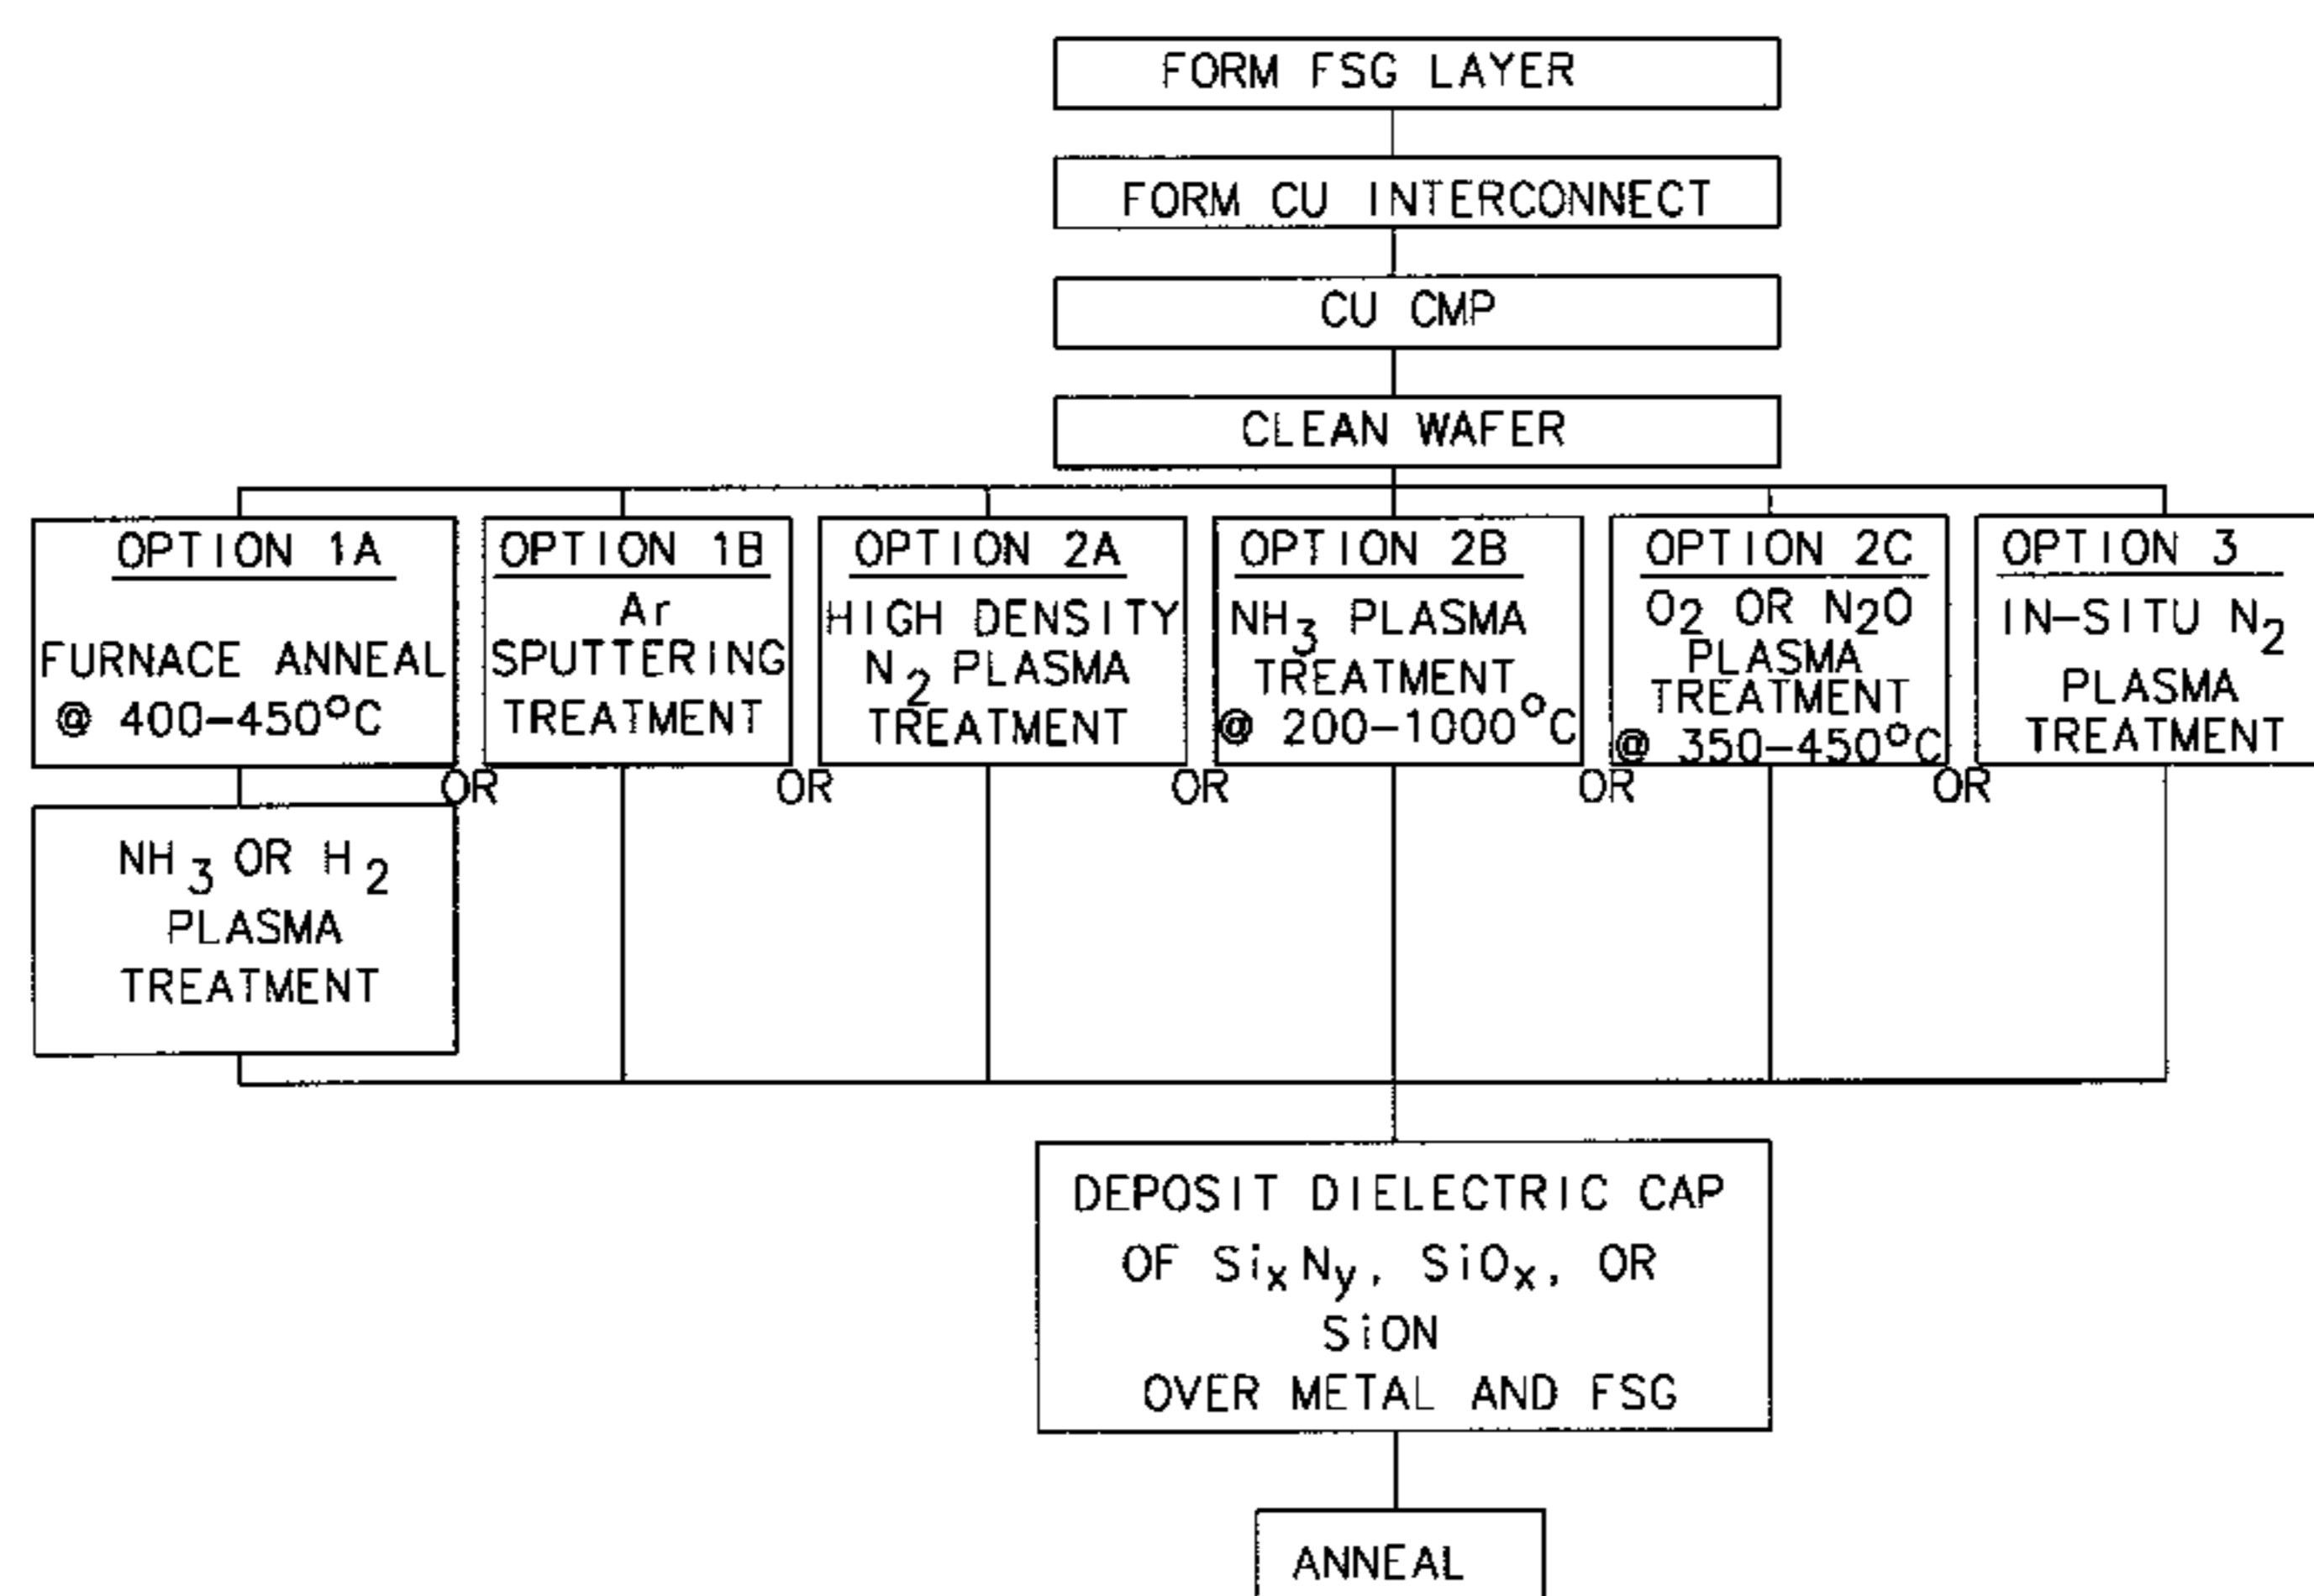 FORM FSG LAYER
FORM CU INTERCONNECT
CU CMP
CLEAN WAFER
OPTION 1A
FURNACE ANNEAL
@ 400-450°C
OR
NH3 OR H2
PLASMA
TREATMENT
OPTION 1B
Ar
SPUTTERING
TREATMENT
OR
OPTION 2A
HIGH DENSITY
N2 PLASMA
TREATMENT
OR
OPTION 2B
NH3 PLASMA
TREATMENT
@ 200-1000°C
OR
OPTION 2C
O2 OR N2O
PLASMA
TREATMENT
@ 350-450°C
OR
OPTION 3
IN-SITU N2
PLASMA
TREATMENT
DEPOSIT DIELECTRIC CAP
OF SixNy, SiOx, OR
SiON
OVER METAL AND FSG
ANNEAL